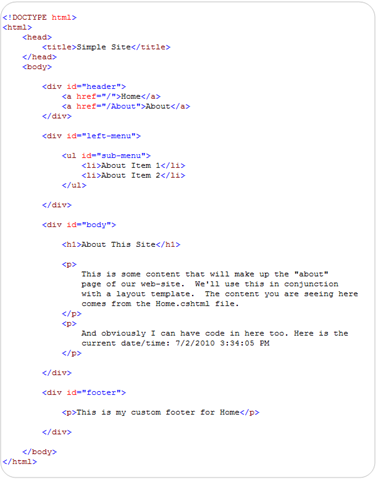 <!DOCTYPE html>
<html>
    <head>
        <title>Simple Site</title>
    </head>
    <body>
        <div id="header">
            <a href="/">Home</a>
            <a href="/About">About</a>
        </div>
        <div id="left-menu">
            <ul id="sub-menu">
                <li>About Item 1</li>
                <li>About Item 2</li>
            </ul>
        </div>
        <div id="body">
            <h1>About This Site</h1>
            <p>
                This is some content that will make up the "about"
                page of our web-site.  We'll use this in conjunction
                with a layout template.  The content you are seeing here
                comes from the Home.cshtml file.
            </p>
            <p>
                And obviously I can have code in here too. Here is the
                current date/time: 7/2/2010 3:34:05 PM
            </p>
        </div>
        <div id="footer">
            <p>This is my custom footer for Home</p>
        </div>
    </body>
</html>